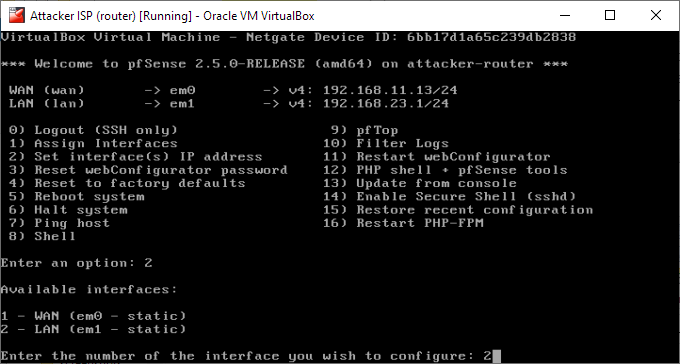 Attacker ISP (router) [Running] - Oracle VM VirtualBox
VirtualBox Virtual Machine - Netgate Device ID: 6bb17d1a65c239db2838
*** Welcome to pfSense 2.5.0-RELEASE (amd64) on attacker-router ***
WAN (wan) -> em0 -> v4: 192.168.11.13/24
LAN (lan) -> em1 -> v4: 192.168.23.1/24
0) Logout (SSH only) 9) pfTop
1) Assign Interfaces 10) Filter Logs
2) Set interface(s) IP address 11) Restart webConfigurator
3) Reset webConfigurator password 12) PHP shell + pfSense tools
4) Reset to factory defaults 13) Update from console
5) Reboot system 14) Enable Secure Shell (sshd)
6) Halt system 15) Restore recent configuration
7) Ping host 16) Restart PHP-FPM
8) Shell
Enter an option: 2
Available interfaces:
1 - WAN (em0 - static)
2 - LAN (em1 - static)
Enter the number of the interface you wish to configure: 2